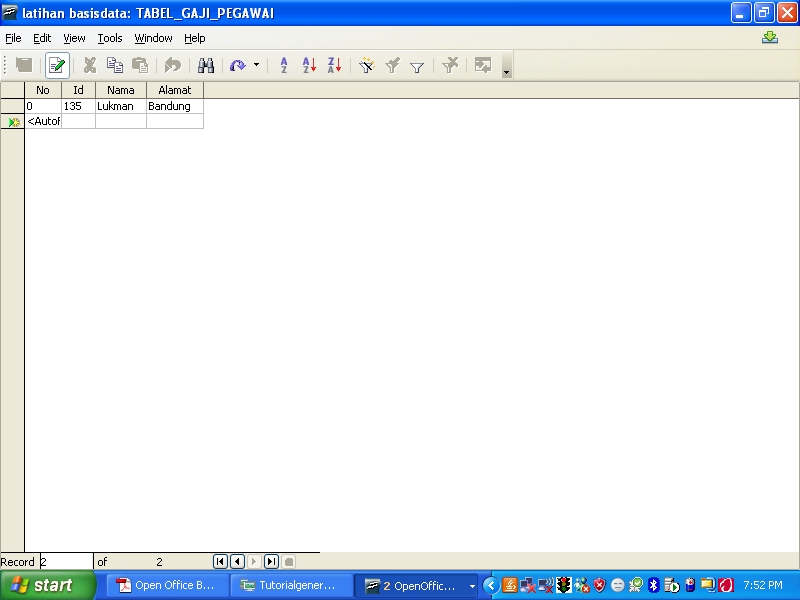 latihan basisdata: TABEL_GAJI_PEGAWAI
File Edit View Tools Window Help
No Id Nama Alamat
0 135 Lukman Bandung
<Autof
Record 2 of 2
start Open Office B... Tutorialgener... 2 OpenOffic... 7:52 PM